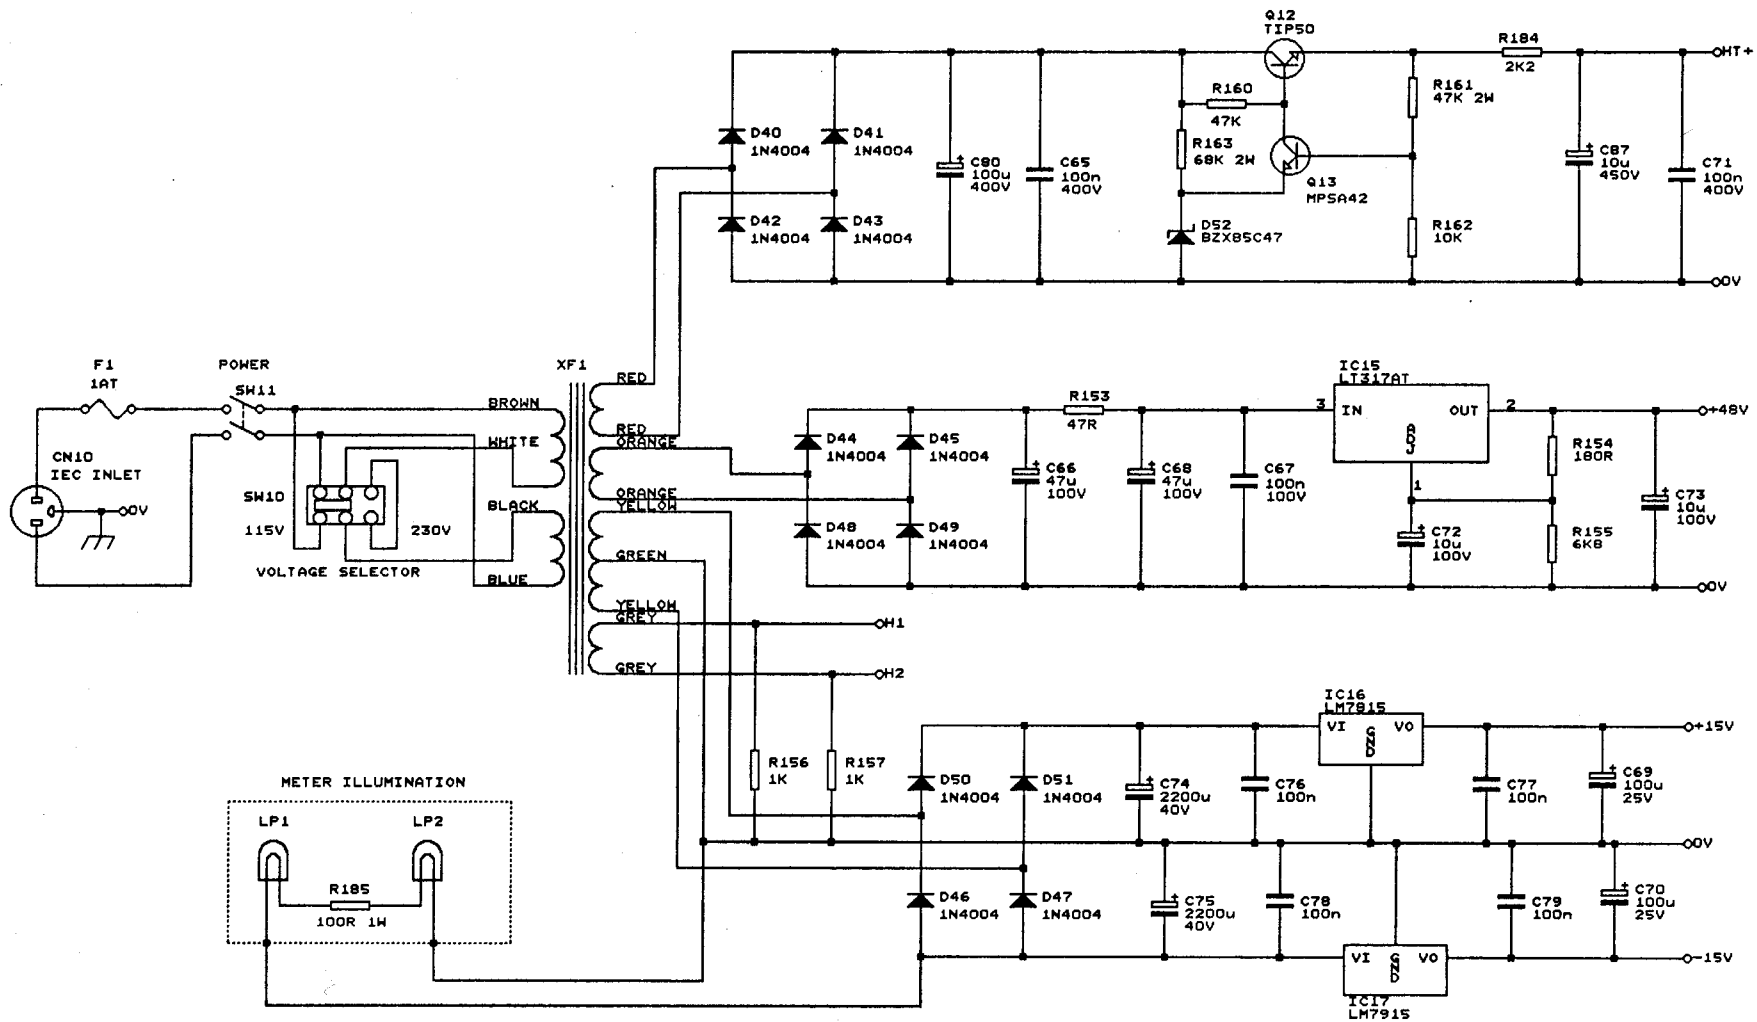 Q12
TIP50
R184
2K2
HT+
R160
47K
R161
47K 2W
D40
1N4004
D41
1N4004
C80
100u
400V
C65
100n
400V
R163
68K 2W
C87
10u
450V
C71
100n
400V
Q13
MPSA42
D42
1N4004
D43
1N4004
D52
BZX85C47
R162
10K
0V
F1
1AT
POWER
SW11
XF1
RED
RED
BROWN
WHITE
ORANGE
ORANGE
BLACK
YELLOW
GREEN
BLUE
YELLOW
GREY
GREY
CN10
IEC INLET
0V
SW10
115V
230V
VOLTAGE SELECTOR
IC15
LT317AT
R153
47R
3 IN
OUT 2
ADJ
1
+48V
D44
1N4004
D45
1N4004
C66
47u
100V
C68
47u
100V
C67
100n
100V
R154
180R
C73
10u
100V
D48
1N4004
D49
1N4004
C72
10u
100V
R155
6K8
0V
H1
H2
IC16
LM7815
VI
GND
VO
+15V
R156
1K
R157
1K
D50
1N4004
D51
1N4004
C74
2200u
40V
C76
100n
C77
100n
C69
100u
25V
0V
METER ILLUMINATION
LP1
LP2
R185
100R 1W
D46
1N4004
D47
1N4004
C75
2200u
40V
C78
100n
C79
100n
C70
100u
25V
VI
GND
VO
-15V
IC17
LM7915